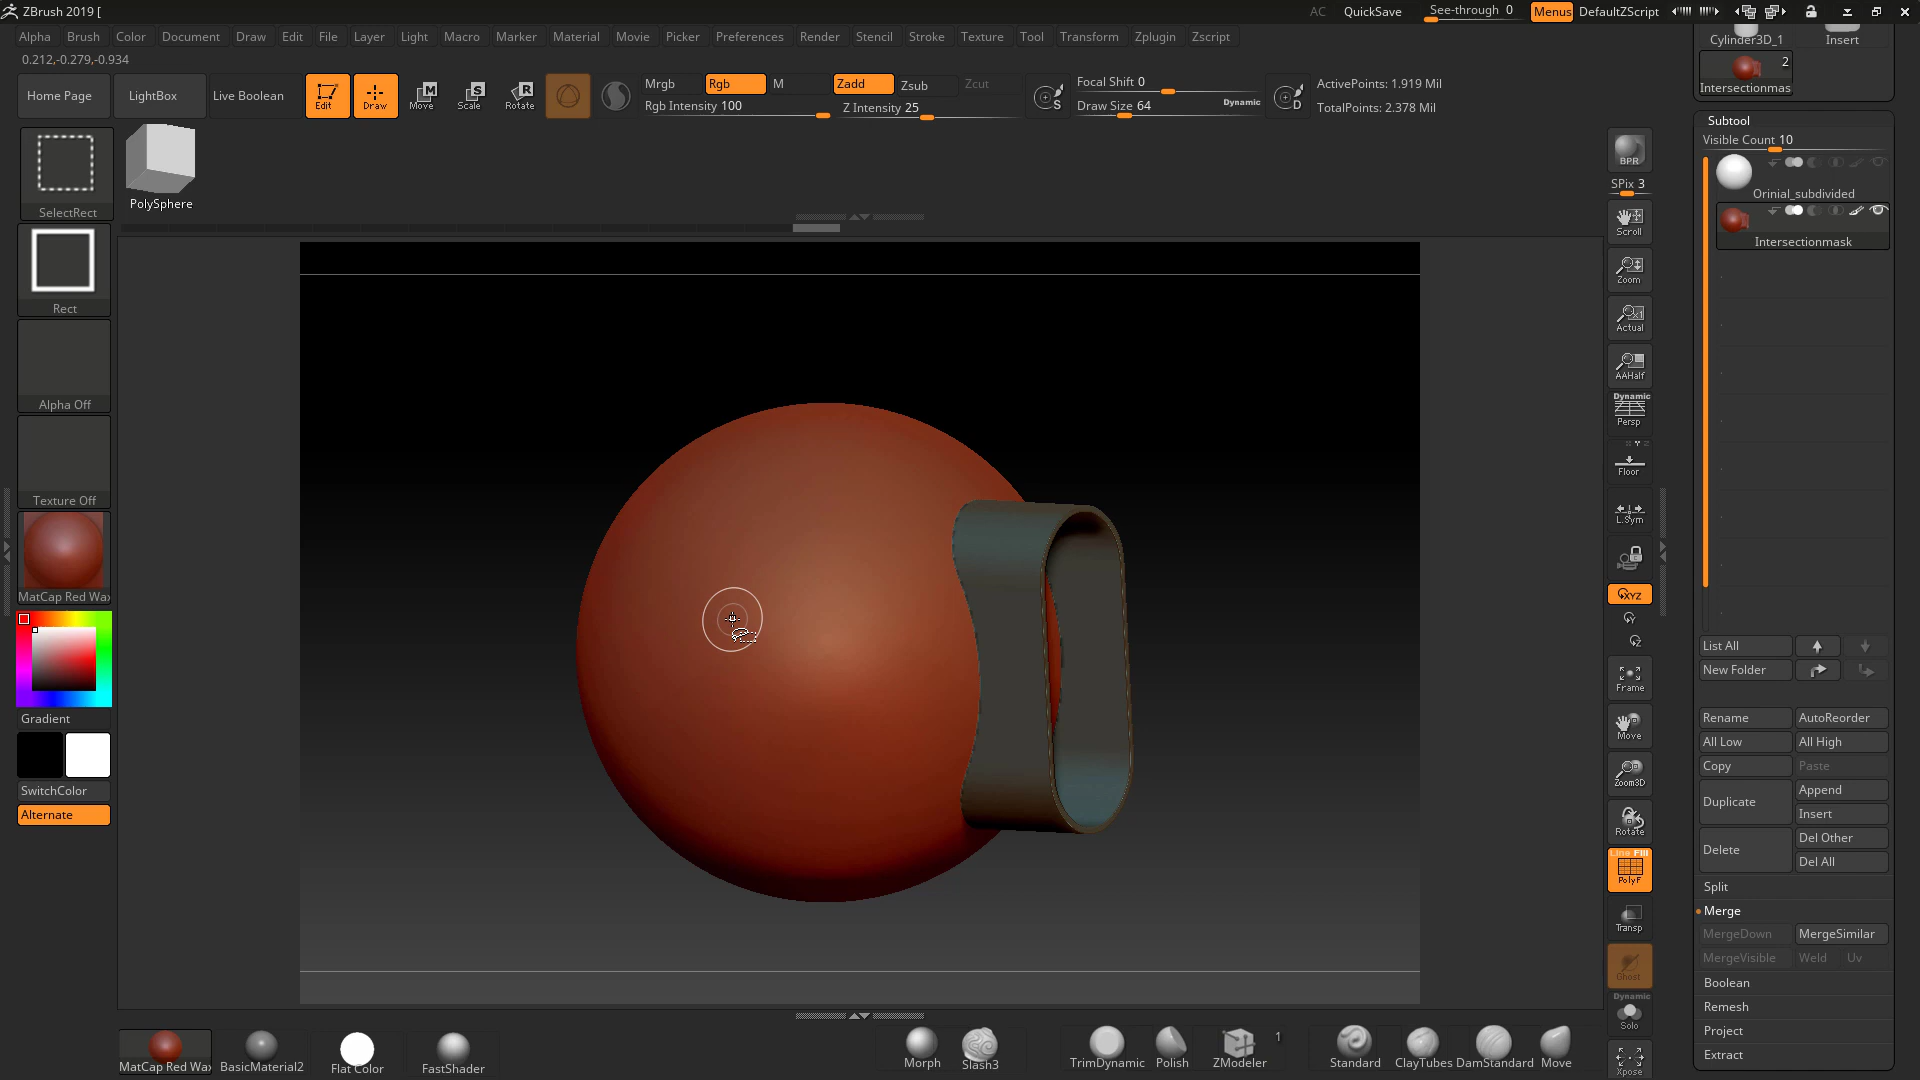 ZBrush 2019 [
AC QuickSave See-through 0 Menus DefaultZScript
Alpha Brush Color Document Draw Edit File Layer Light Macro Marker Material Movie Picker Preferences Render Stencil Stroke Texture Tool Transform Zplugin Zscript
0.212,-0.279,-0.934
Home Page LightBox Live Boolean Edit Draw Move Scale Rotate
Mrgb Rgb M Zadd Zsub Zcut
Rgb Intensity 100 Z Intensity 25
Focal Shift 0
Draw Size 64 Dynamic
ActivePoints: 1.919 Mil
TotalPoints: 2.378 Mil
Cylinder3D_1 Insert
2
Intersectionmas
SelectRect
PolySphere
Rect
Alpha Off
Texture Off
MatCap Red Wax
Gradient
SwitchColor
Alternate
BPR
SPix 3
Scroll
Zoom
Actual
AAHalf
Dynamic
Persp
Floor
L.Sym
XYZ
Frame
Move
Zoom3D
Rotate
Line Fill
PolyF
Transp
Ghost
Dynamic
Solo
Xpose
Subtool
Visible Count 10
Orinial_subdivided
Intersectionmask
List All
New Folder
Rename AutoReorder
All Low All High
Copy Paste
Duplicate Append
Insert
Delete Del Other
Del All
Split
Merge
MergeDown MergeSimilar
MergeVisible Weld Uv
Boolean
Remesh
Project
Extract
MatCap Red Wax BasicMaterial2 Flat Color FastShader Morph Slash3 TrimDynamic Polish ZModeler 1 Standard ClayTubes DamStandard Move